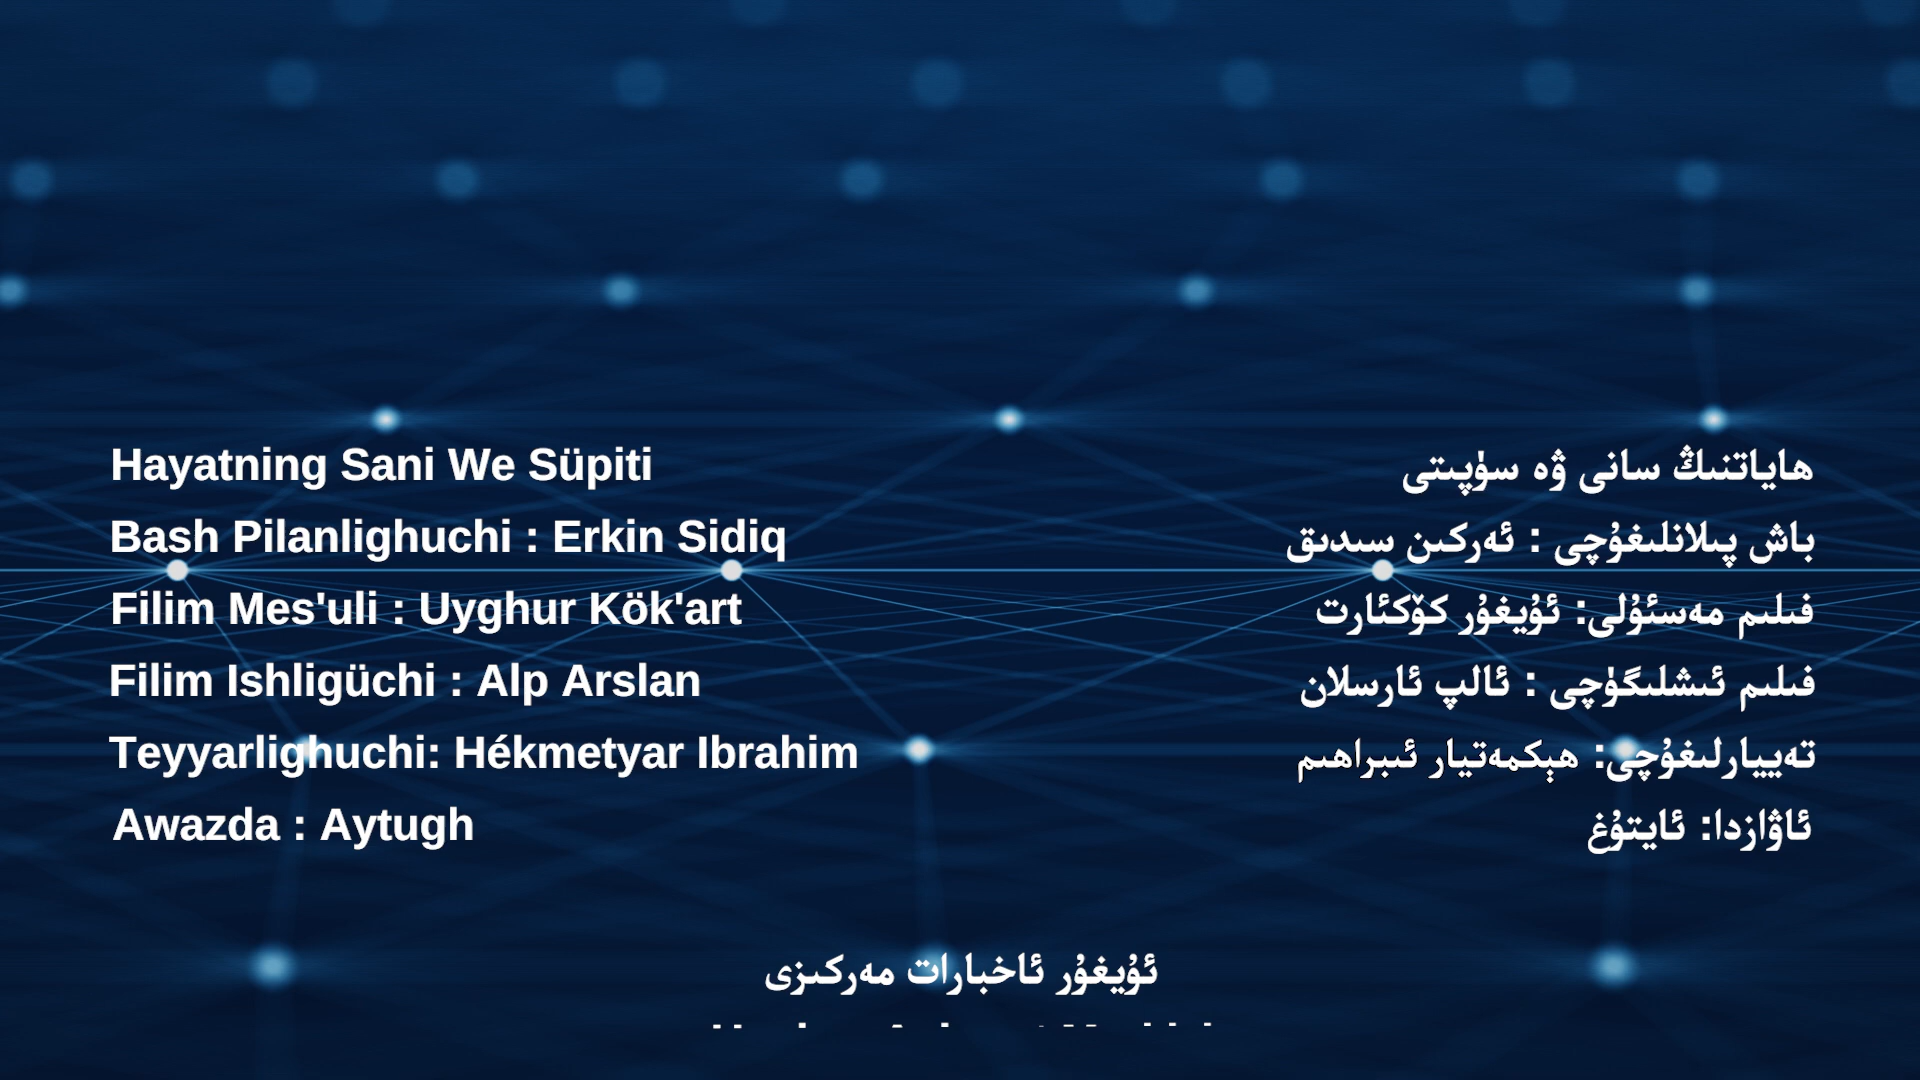 Hayatning Sani We Süpiti
Bash Pilanlighuchi : Erkin Sidiq
Filim Mes'uli : Uyghur Kök'art
Filim Ishligüchi : Alp Arslan
Teyyarlighuchi: Hékmetyar Ibrahim
Awazda : Aytugh
ھاياتنىڭ سانى ۋە سۈپىتى
باش پىلانلىغۇچى : ئەركىن سىدىق
فىلىم مەسئۇلى: ئۇيغۇر كۆكئارت
فىلىم ئىشلىگۈچى : ئالپ ئارسلان
تەييارلىغۇچى: ھېكمەتيار ئىبراھىم
ئاۋازدا: ئايتۇغ
ئۇيغۇر ئاخبارات مەركىزى